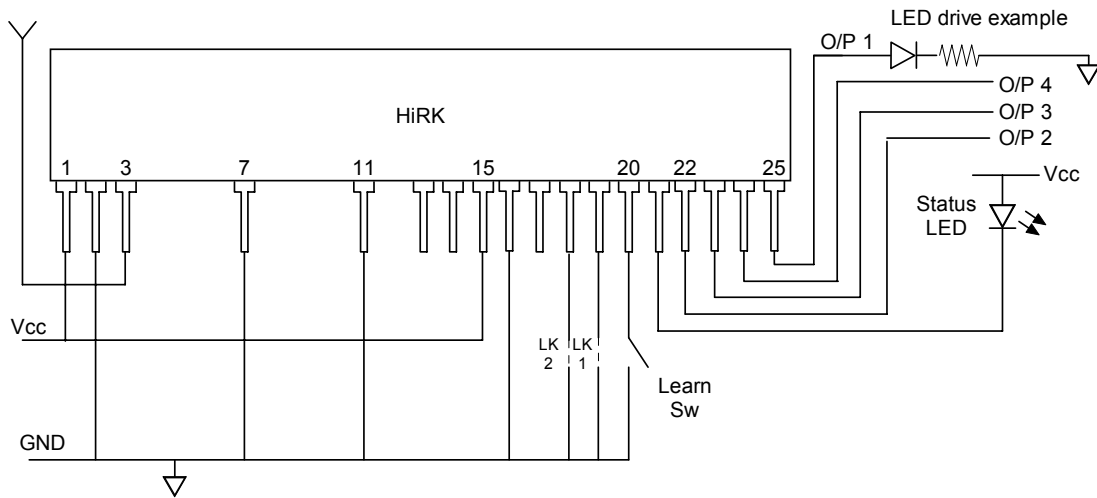 LED drive example
O/P 1
O/P 4
O/P 3
O/P 2
HiRK
1 3 7 11 15 20 22 25
Vcc
Status
LED
Vcc
LK
2
LK
1
Learn
Sw
GND